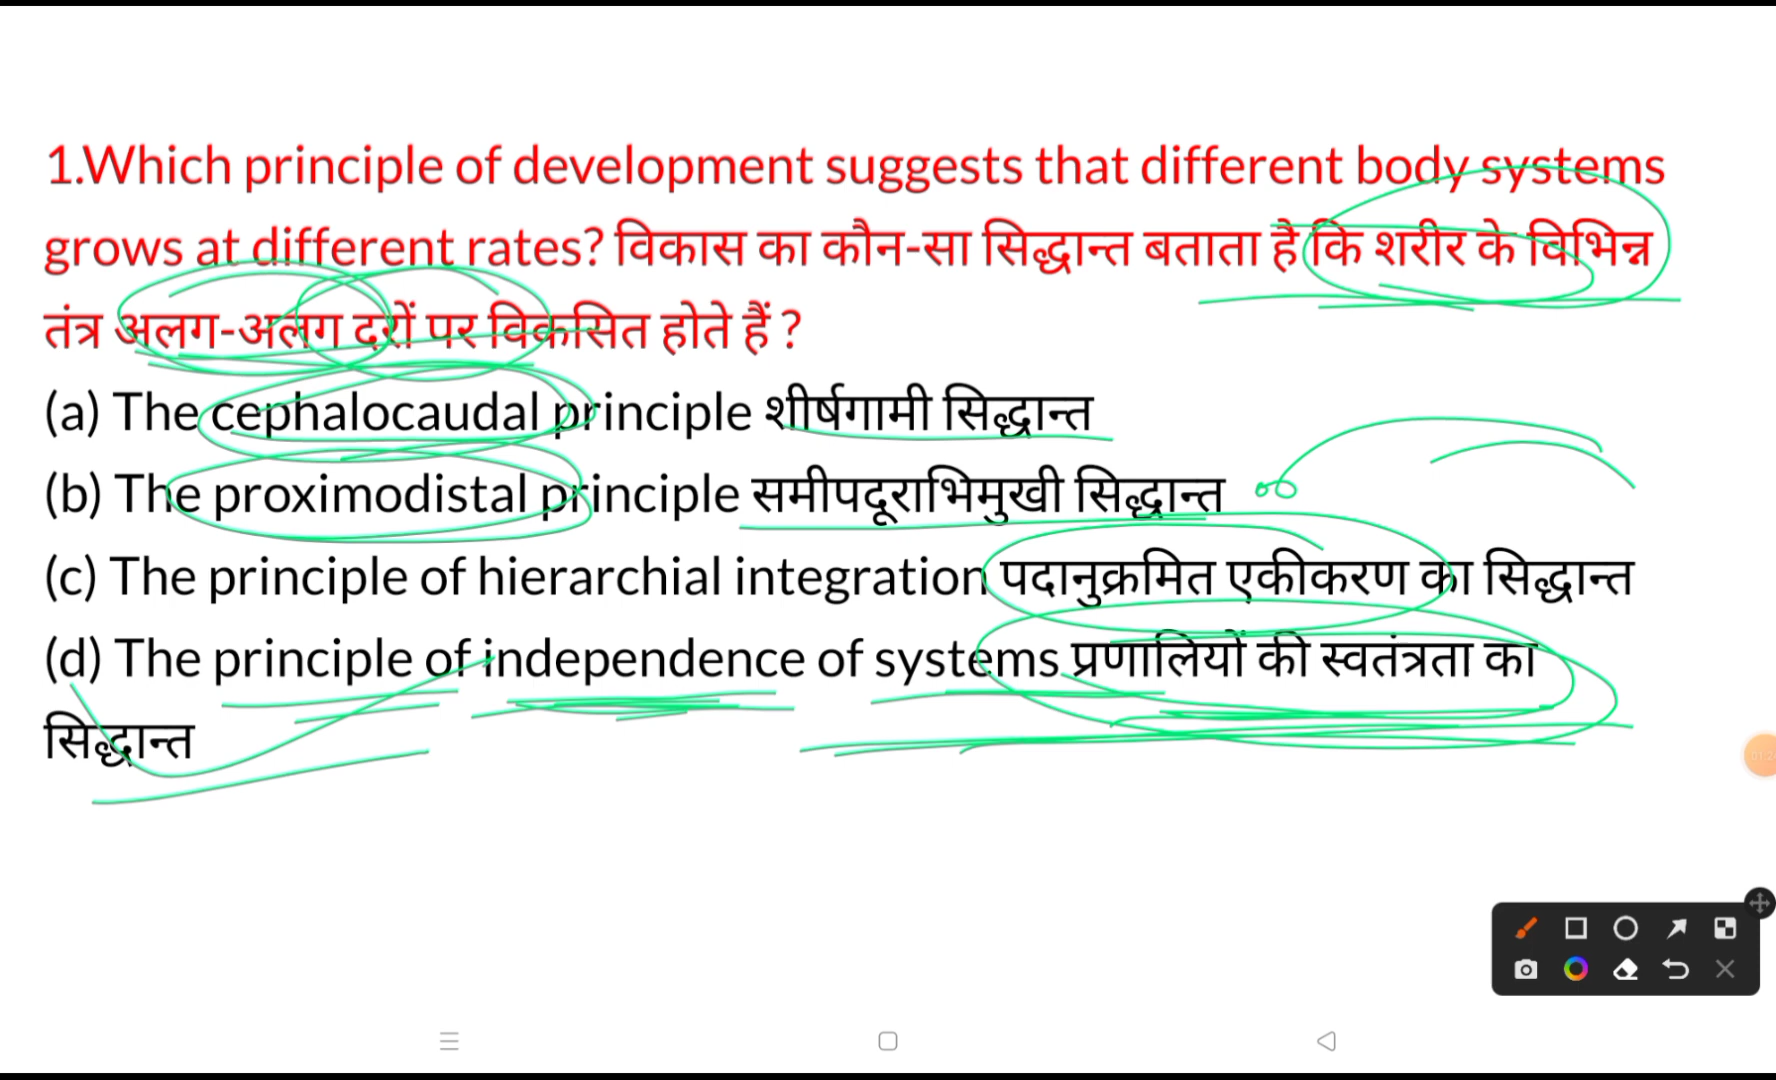 1.Which principle of development suggests that different body systems
grows at different rates? विकास का कौन-सा सिद्धान्त बताता है कि शरीर के विभिन्न
तंत्र अलग-अलग दरों पर विकसित होते हैं ?
(a) The cephalocaudal principle शीर्षगामी सिद्धान्त
(b) The proximodistal principle समीपदूराभिमुखी सिद्धान्त
(c) The principle of hierarchial integration पदानुक्रमित एकीकरण का सिद्धान्त
(d) The principle of independence of systems प्रणालियों की स्वतंत्रता का
सिद्धान्त